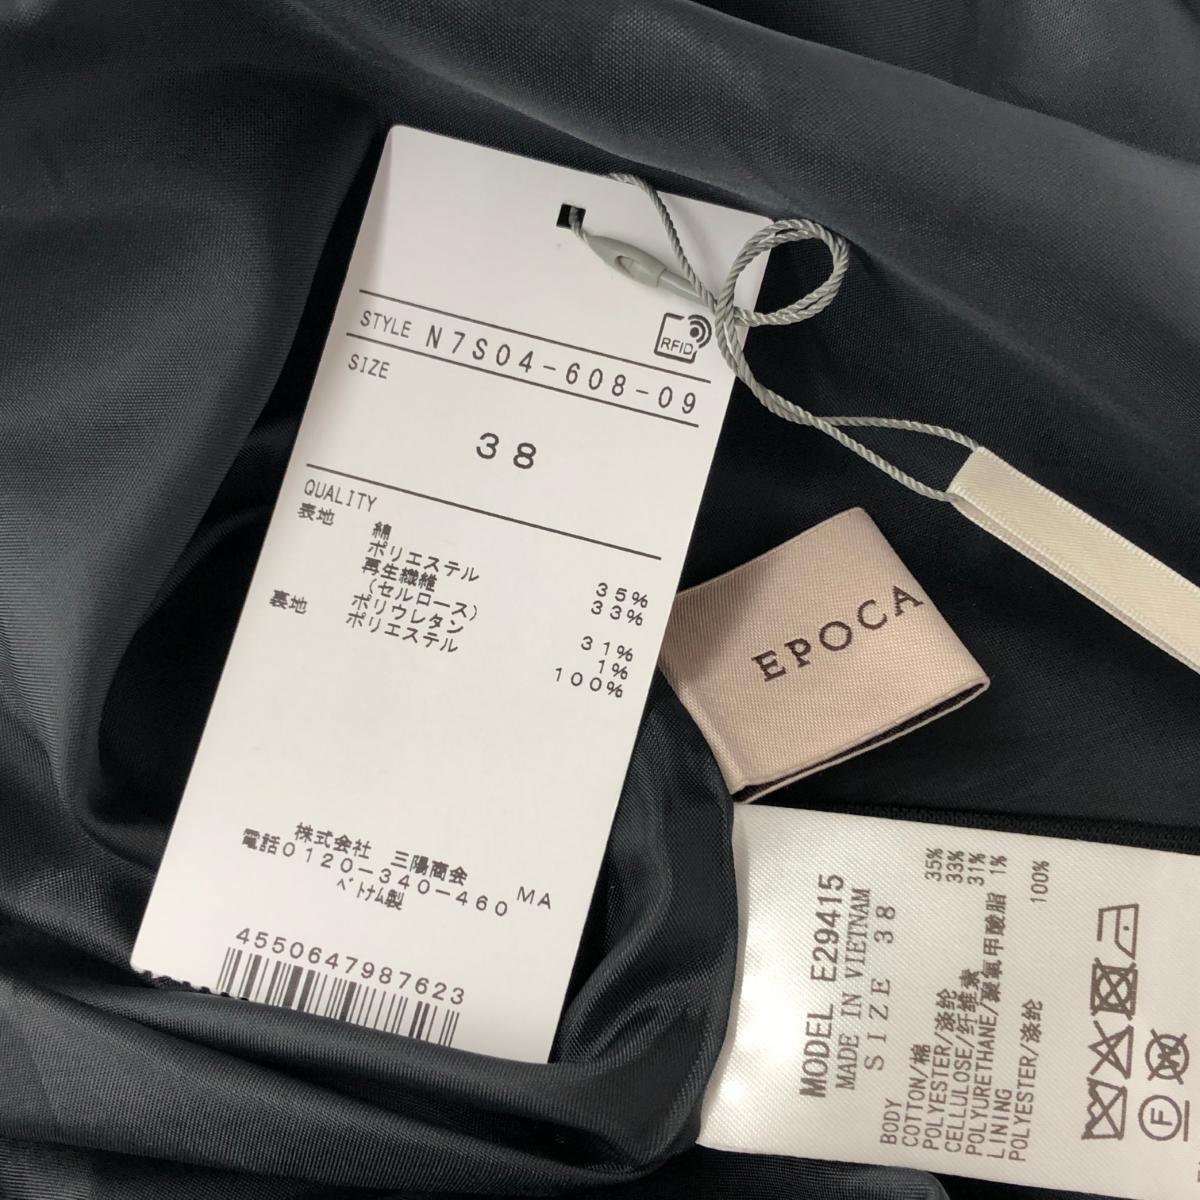 RFID
STYLE N7S04-608-09
SIZE
38
QUALITY
表地 綿 35%
ポリエステル 33%
再生繊維
(セルロース) 31%
ポリウレタン 1%
裏地 ポリエステル 100%
株式会社 三陽商会
電話0120-340-460 MA
ベトナム製
4550647987623
EPOCA
MODEL E29415
MADE IN VIETNAM
SIZE 38
BODY
COTTON/棉 35%
POLYESTER/涤纶 33%
CELLULOSE/纤维素 31%
POLYURETHANE/聚氨甲酸脂 1%
LINING
POLYESTER/涤纶 100%
F
W